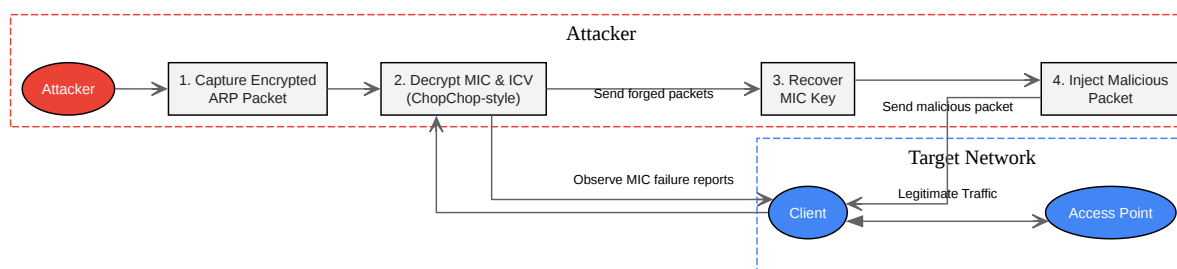 Attacker
Attacker
1. Capture Encrypted
ARP Packet
2. Decrypt MIC & ICV
(ChopChop-style)
Send forged packets
3. Recover
MIC Key
Send malicious packet
4. Inject Malicious
Packet
Target Network
Observe MIC failure reports
Legitimate Traffic
Client
Access Point